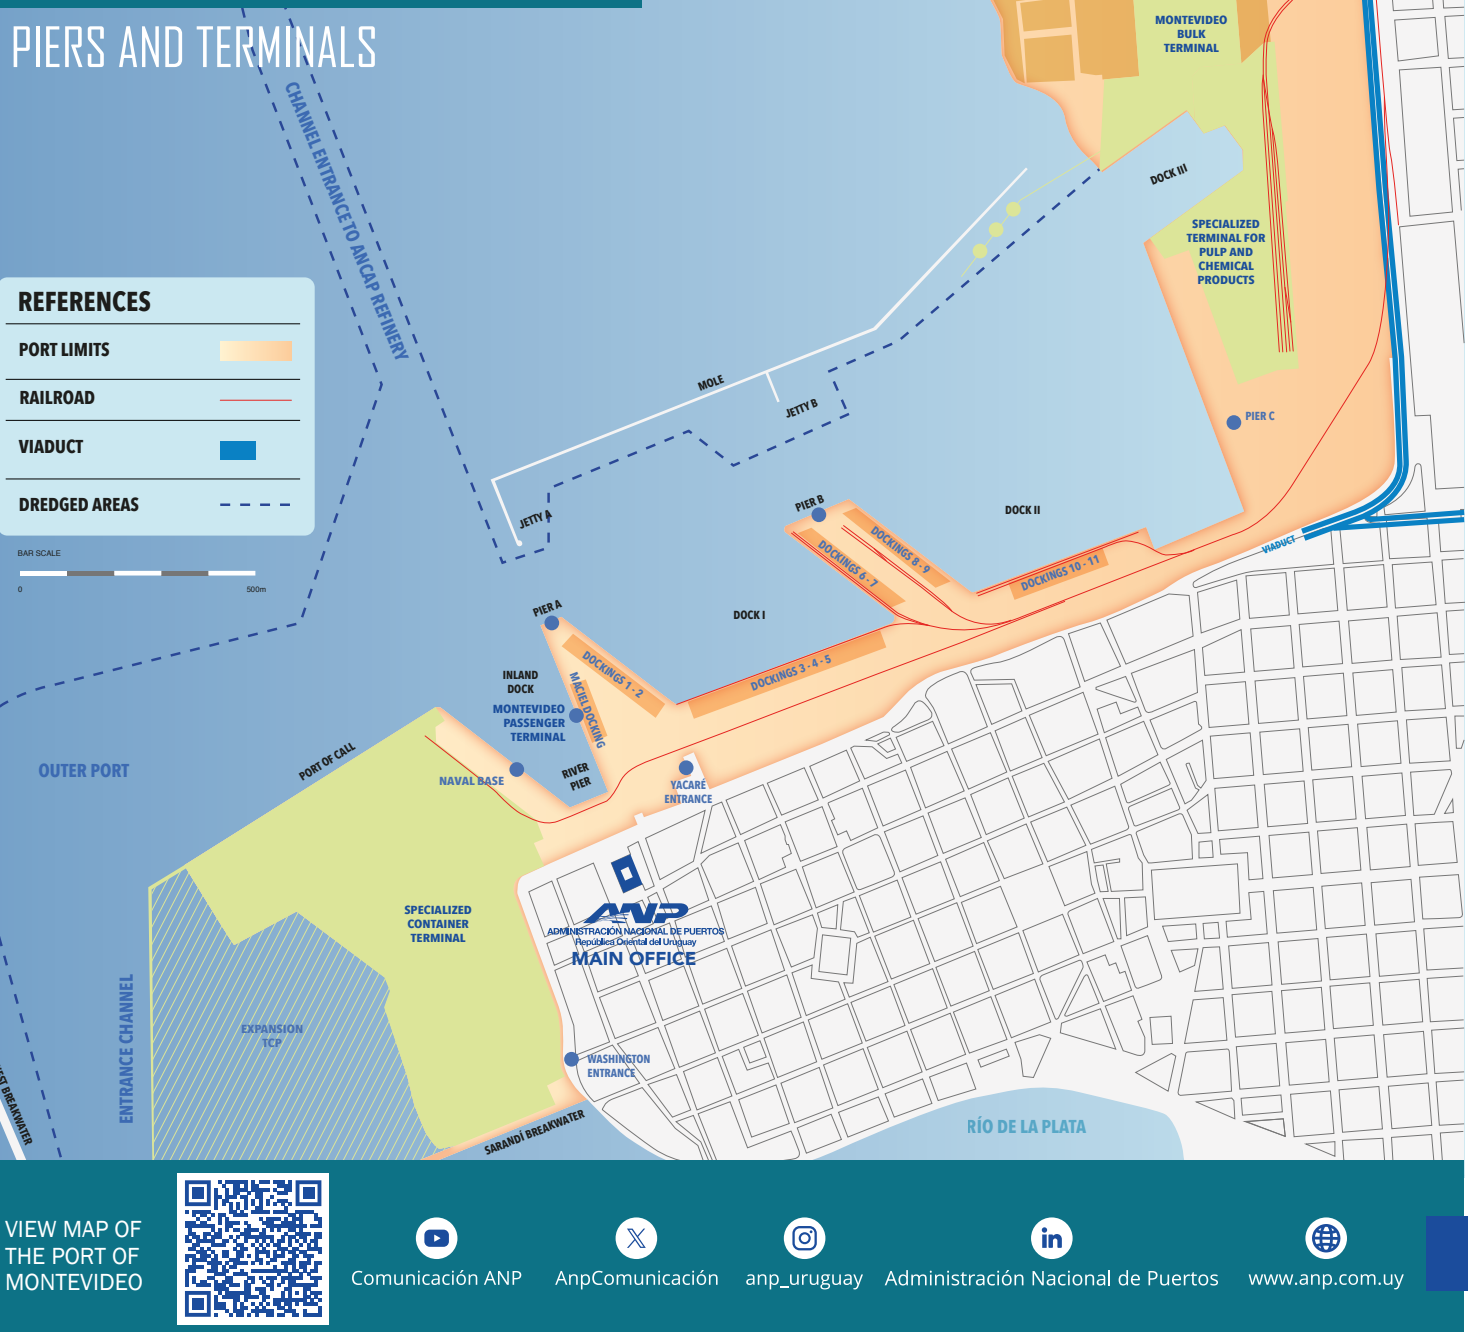 PIERS AND TERMINALS
MONTEVIDEO
BULK
TERMINAL
CHANNEL ENTRANCE TO ANCAP REFINERY
DOCK III
SPECIALIZED
TERMINAL FOR
PULP AND
CHEMICAL
PRODUCTS
REFERENCES
PORT LIMITS
RAILROAD
VIADUCT
DREDGED AREAS
BAR SCALE
0
500m
MOLE
JETTY B
JETTY A
PIER C
PIER B
DOCK II
DOCKINGS 8 - 9
DOCKINGS 6 - 7
DOCKINGS 10 - 11
VIADUCT
PIER A
DOCK I
DOCKINGS 1 - 2
DOCKINGS 3 - 4 - 5
INLAND
DOCK
MACIEL DOCKING
MONTEVIDEO
PASSENGER
TERMINAL
RIVER
PIER
NAVAL BASE
YACARÉ
ENTRANCE
PORT OF CALL
OUTER PORT
SPECIALIZED
CONTAINER
TERMINAL
ANP
ADMINISTRACIÓN NACIONAL DE PUERTOS
República Oriental del Uruguay
MAIN OFFICE
EXPANSION
TCP
ENTRANCE CHANNEL
WASHINGTON
ENTRANCE
SARANDÍ BREAKWATER
BREAKWATER
RÍO DE LA PLATA
VIEW MAP OF
THE PORT OF
MONTEVIDEO
Comunicación ANP
AnpComunicación
anp_uruguay
in
Administración Nacional de Puertos
www.anp.com.uy